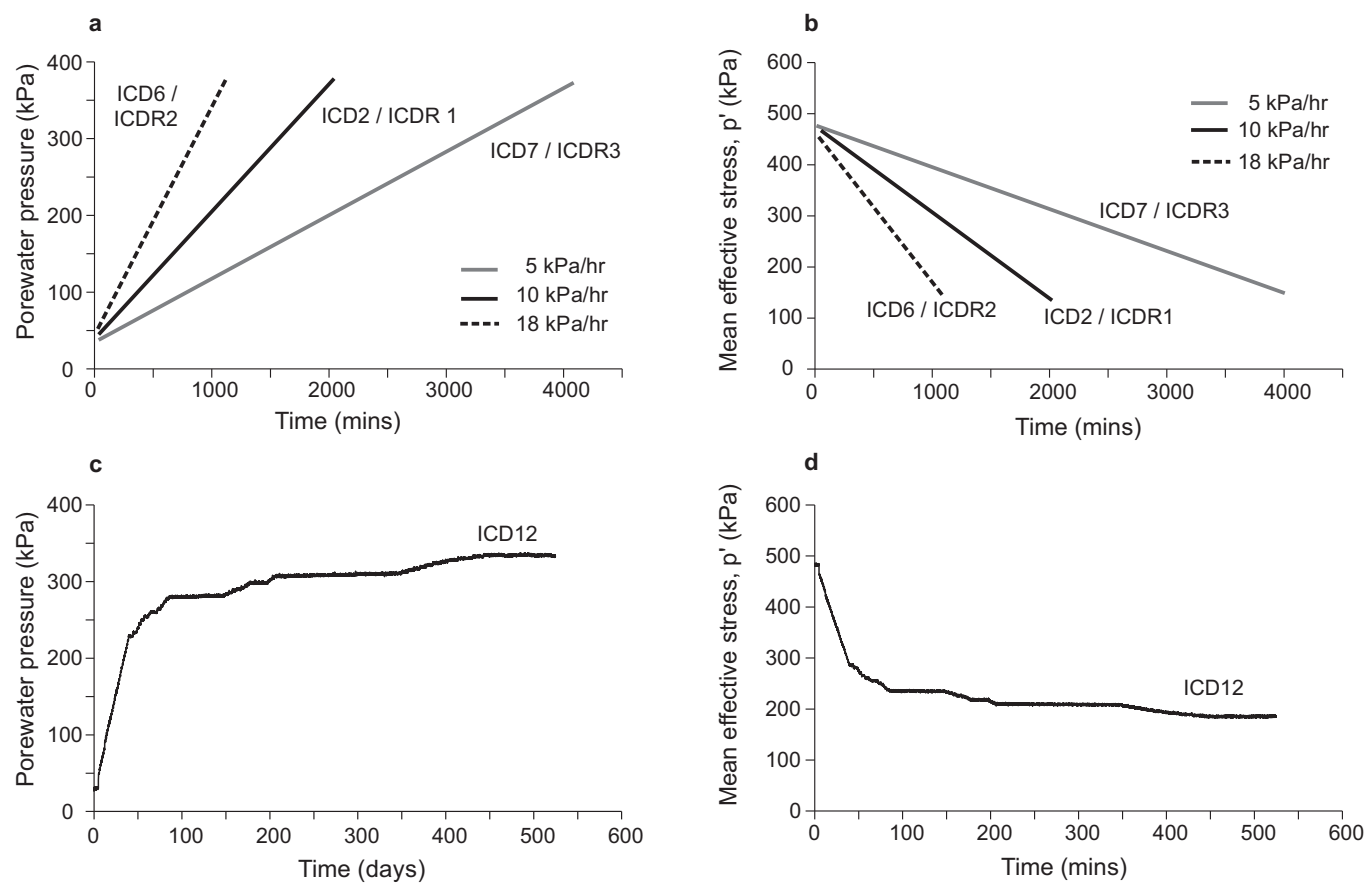 a
Porewater pressure (kPa)
400
300
200
100
0
ICD6 /
ICDR2
ICD2 / ICDR 1
ICD7 / ICDR3
5 kPa/hr
10 kPa/hr
18 kPa/hr
0 1000 2000 3000 4000
Time (mins)
b
Mean effective stress, p' (kPa)
600
500
400
300
200
100
0
5 kPa/hr
10 kPa/hr
18 kPa/hr
ICD7 / ICDR3
ICD6 / ICDR2
ICD2 / ICDR1
0 1000 2000 3000 4000
Time (mins)
c
Porewater pressure (kPa)
400
300
200
100
0
ICD12
0 100 200 300 400 500 600
Time (days)
d
Mean effective stress, p' (kPa)
600
500
400
300
200
100
0
ICD12
0 100 200 300 400 500 600
Time (mins)